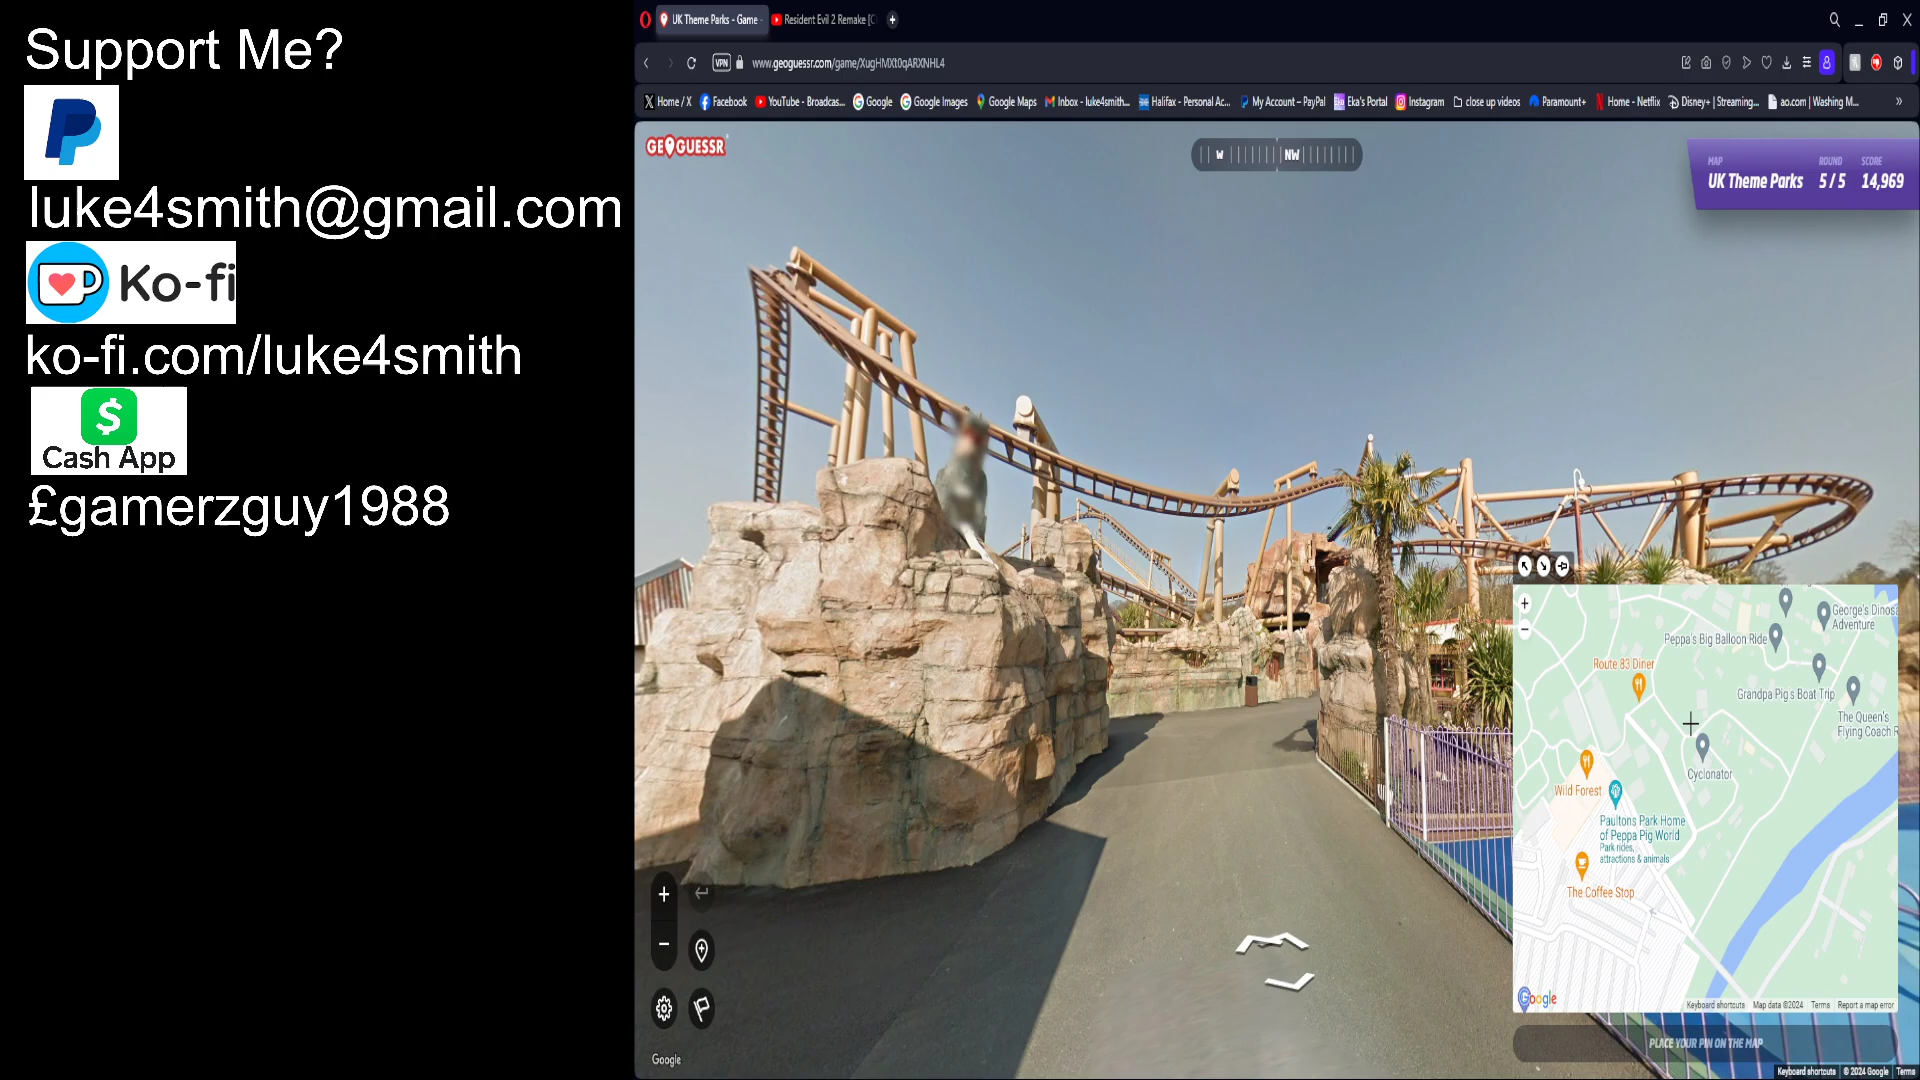 Support Me?
luke4smith@gmail.com
Ko-fi
ko-fi.com/luke4smith
$
Cash App
£gamerzguy1988
UK Theme Parks - Game -
Resident Evil 2 Remake [C
VPN
www.geoguessr.com/game/XugHMXt0qARXNHL4
Home / X
Facebook
YouTube - Broadcas...
Google
Google Images
Google Maps
Inbox - luke4smith...
Halifax - Personal Ac...
My Account – PayPal
Eka's Portal
Instagram
close up videos
Paramount+
Home - Netflix
Disney+ | Streaming...
ao.com | Washing M...
GEOGUESSR
W
NW
MAP
UK Theme Parks
ROUND
5 / 5
SCORE
14,969
George's Dinos
Adventure
Peppa's Big Balloon Ride
Route 83 Diner
Grandpa Pig's Boat Trip
The Queen's
Flying Coach R
Cyclonator
Wild Forest
Paultons Park Home
of Peppa Pig World
Park rides,
attractions & animals
The Coffee Stop
Google
Keyboard shortcuts
Map data ©2024
Terms
Report a map error
PLACE YOUR PIN ON THE MAP
Google
Keyboard shortcuts
© 2024 Google
Terms